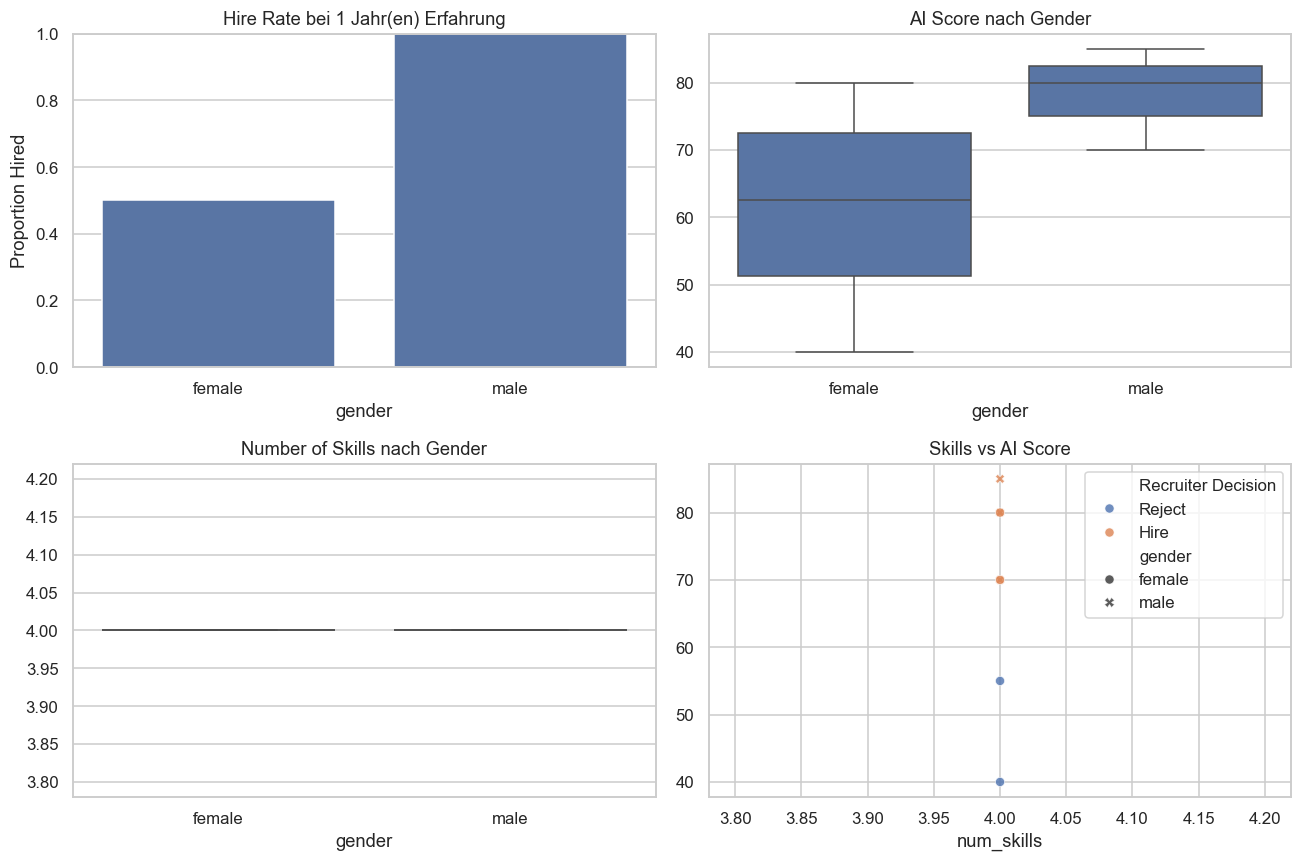 Hire Rate bei 1 Jahr(en) Erfahrung
Proportion Hired
1.0
0.8
0.6
0.4
0.2
0.0
female male
gender
AI Score nach Gender
80
70
60
50
40
female male
gender
Number of Skills nach Gender
4.20
4.15
4.10
4.05
4.00
3.95
3.90
3.85
3.80
female male
gender
Skills vs AI Score
80
70
60
50
40
Recruiter Decision
Reject
Hire
gender
female
male
3.80 3.85 3.90 3.95 4.00 4.05 4.10 4.15 4.20
num_skills